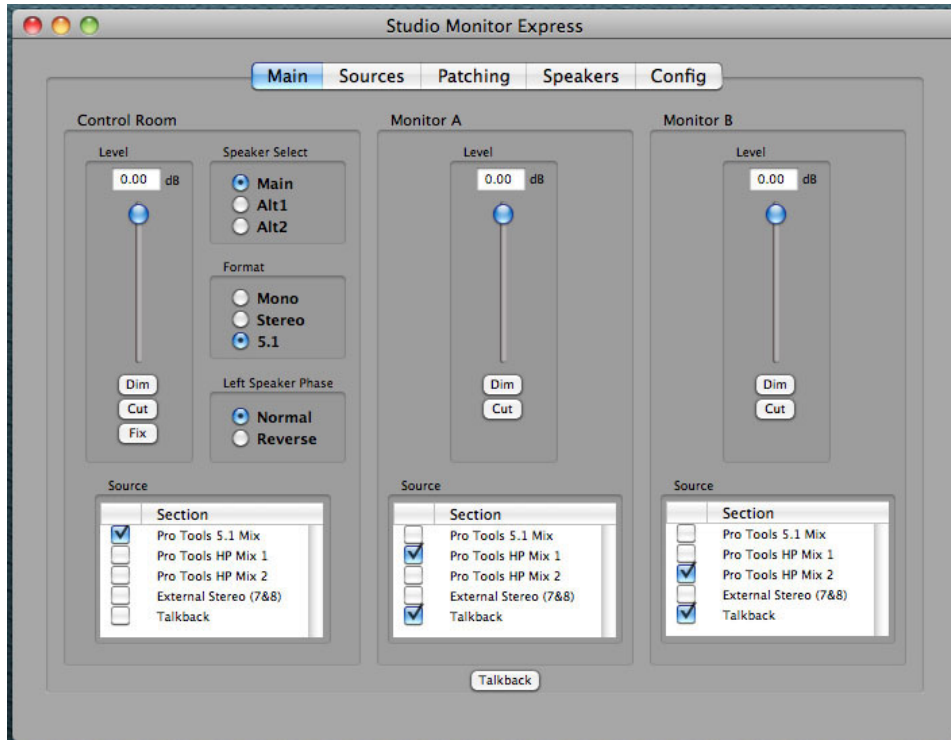 Studio Monitor Express
Main Sources Patching Speakers Config
Control Room
Level
0.00 dB
Dim
Cut
Fix
Speaker Select
Main
Alt1
Alt2
Format
Mono
Stereo
5.1
Left Speaker Phase
Normal
Reverse
Source
Section
Pro Tools 5.1 Mix
Pro Tools HP Mix 1
Pro Tools HP Mix 2
External Stereo (7&8)
Talkback
Monitor A
Level
0.00 dB
Dim
Cut
Source
Section
Pro Tools 5.1 Mix
Pro Tools HP Mix 1
Pro Tools HP Mix 2
External Stereo (7&8)
Talkback
Monitor B
Level
0.00 dB
Dim
Cut
Source
Section
Pro Tools 5.1 Mix
Pro Tools HP Mix 1
Pro Tools HP Mix 2
External Stereo (7&8)
Talkback
Talkback